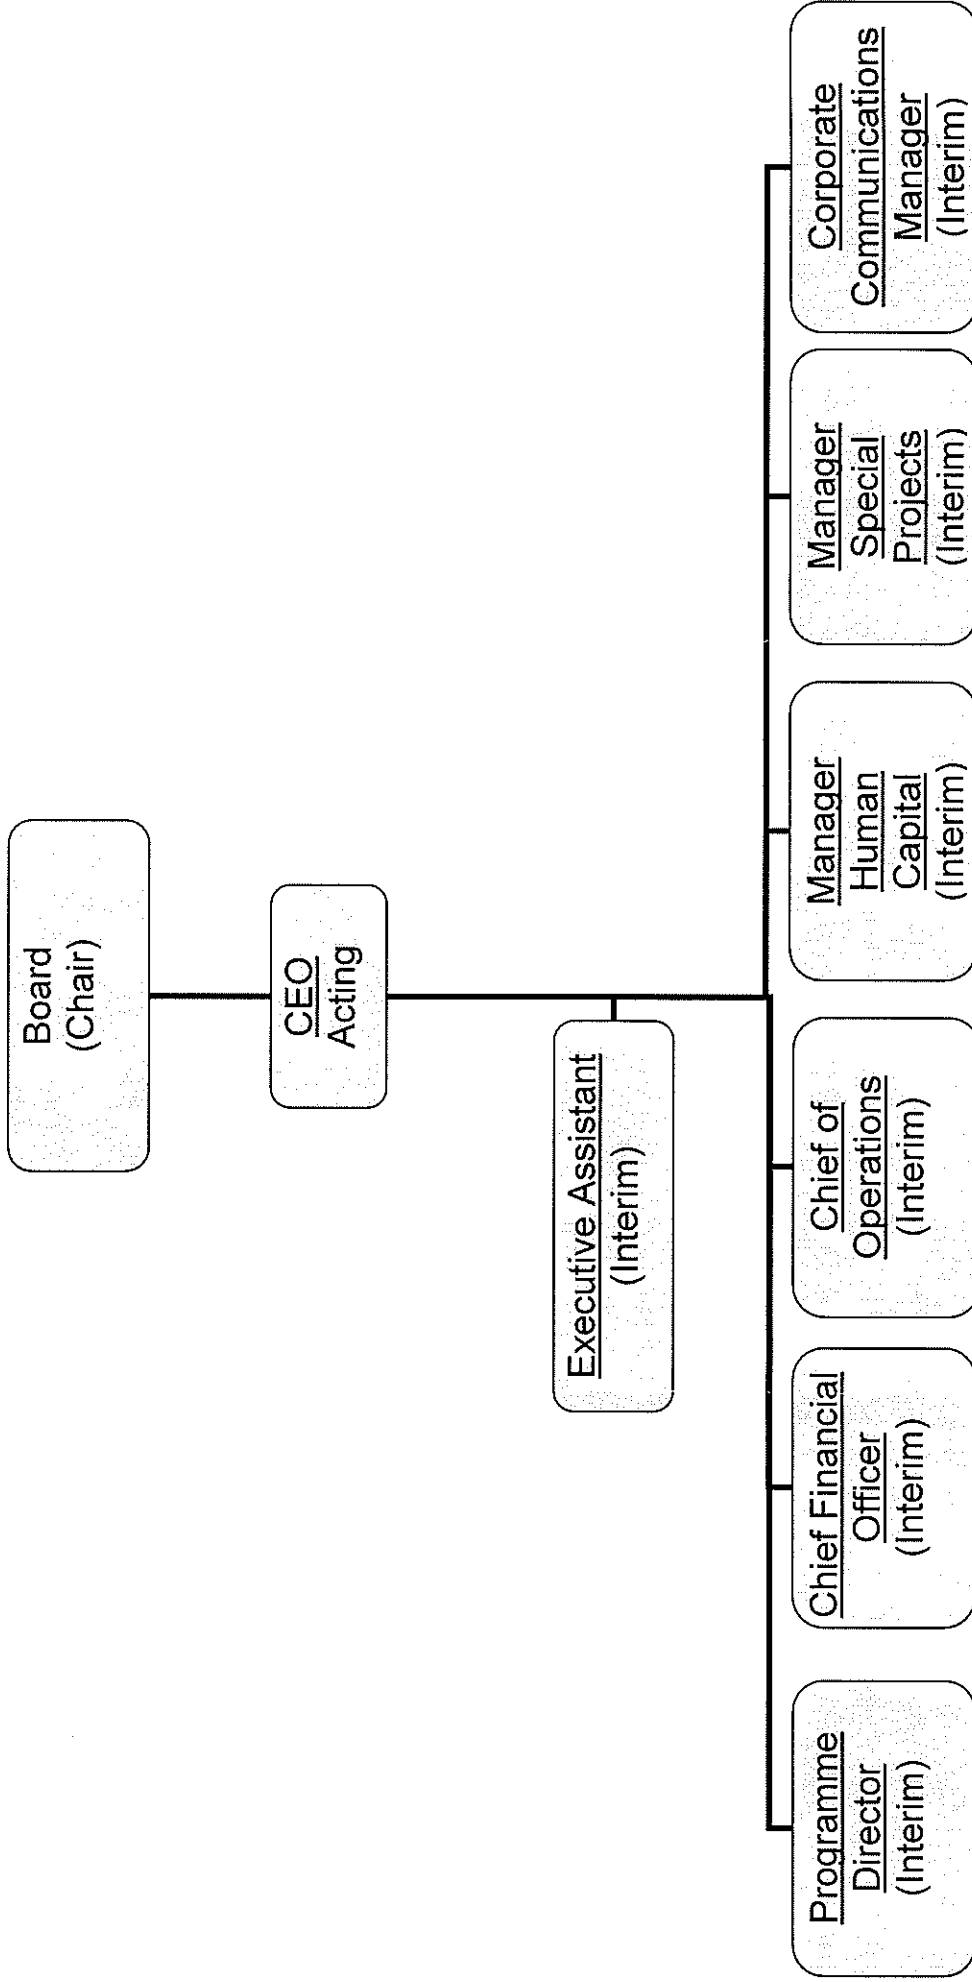 Board
(Chair)
CEO
Acting
Executive Assistant
(Interim)
Programme
Director
(Interim)
Chief Financial
Officer
(Interim)
Chief of
Operations
(Interim)
Manager
Human
Capital
(Interim)
Manager
Special
Projects
(Interim)
Corporate
Communications
Manager
(Interim)